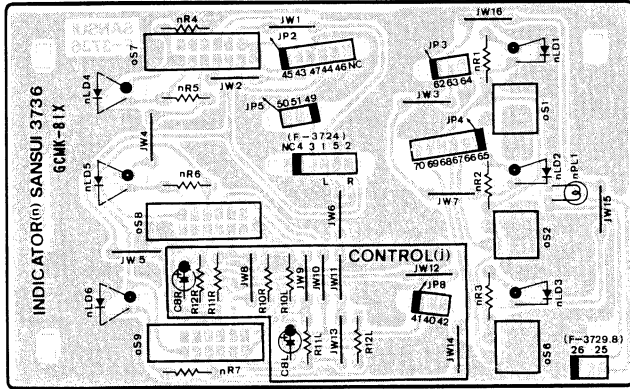 INDICATOR(n) SANSUI 3736
GCMK-81X
nR4
oS7
JW1
JP2
45 43 47 44 46 NC
JW16
JP3
62 63 64
nR1
nLD1
nLD4
nR5
JW2
JP5
50 51 49
JW3
oS1
JW4
(F-3724)
NC 4 3 1 5 2
L R
JP4
70 69 68 67 66 65
nLD5
nR6
nR2
nLD2
nPL1
oS8
JW6
JW7
oS2
JW15
JW5
CONTROL(j)
C8R
R12R
R11R
JW8
R10R
R10L
JW9
JW10
JW11
JW12
JP8
41 40 42
nR3
nLD3
nLD6
oS9
C8L
R11L
JW13
R12L
JW14
oS6
nR7
(F-3729.8)
26 25